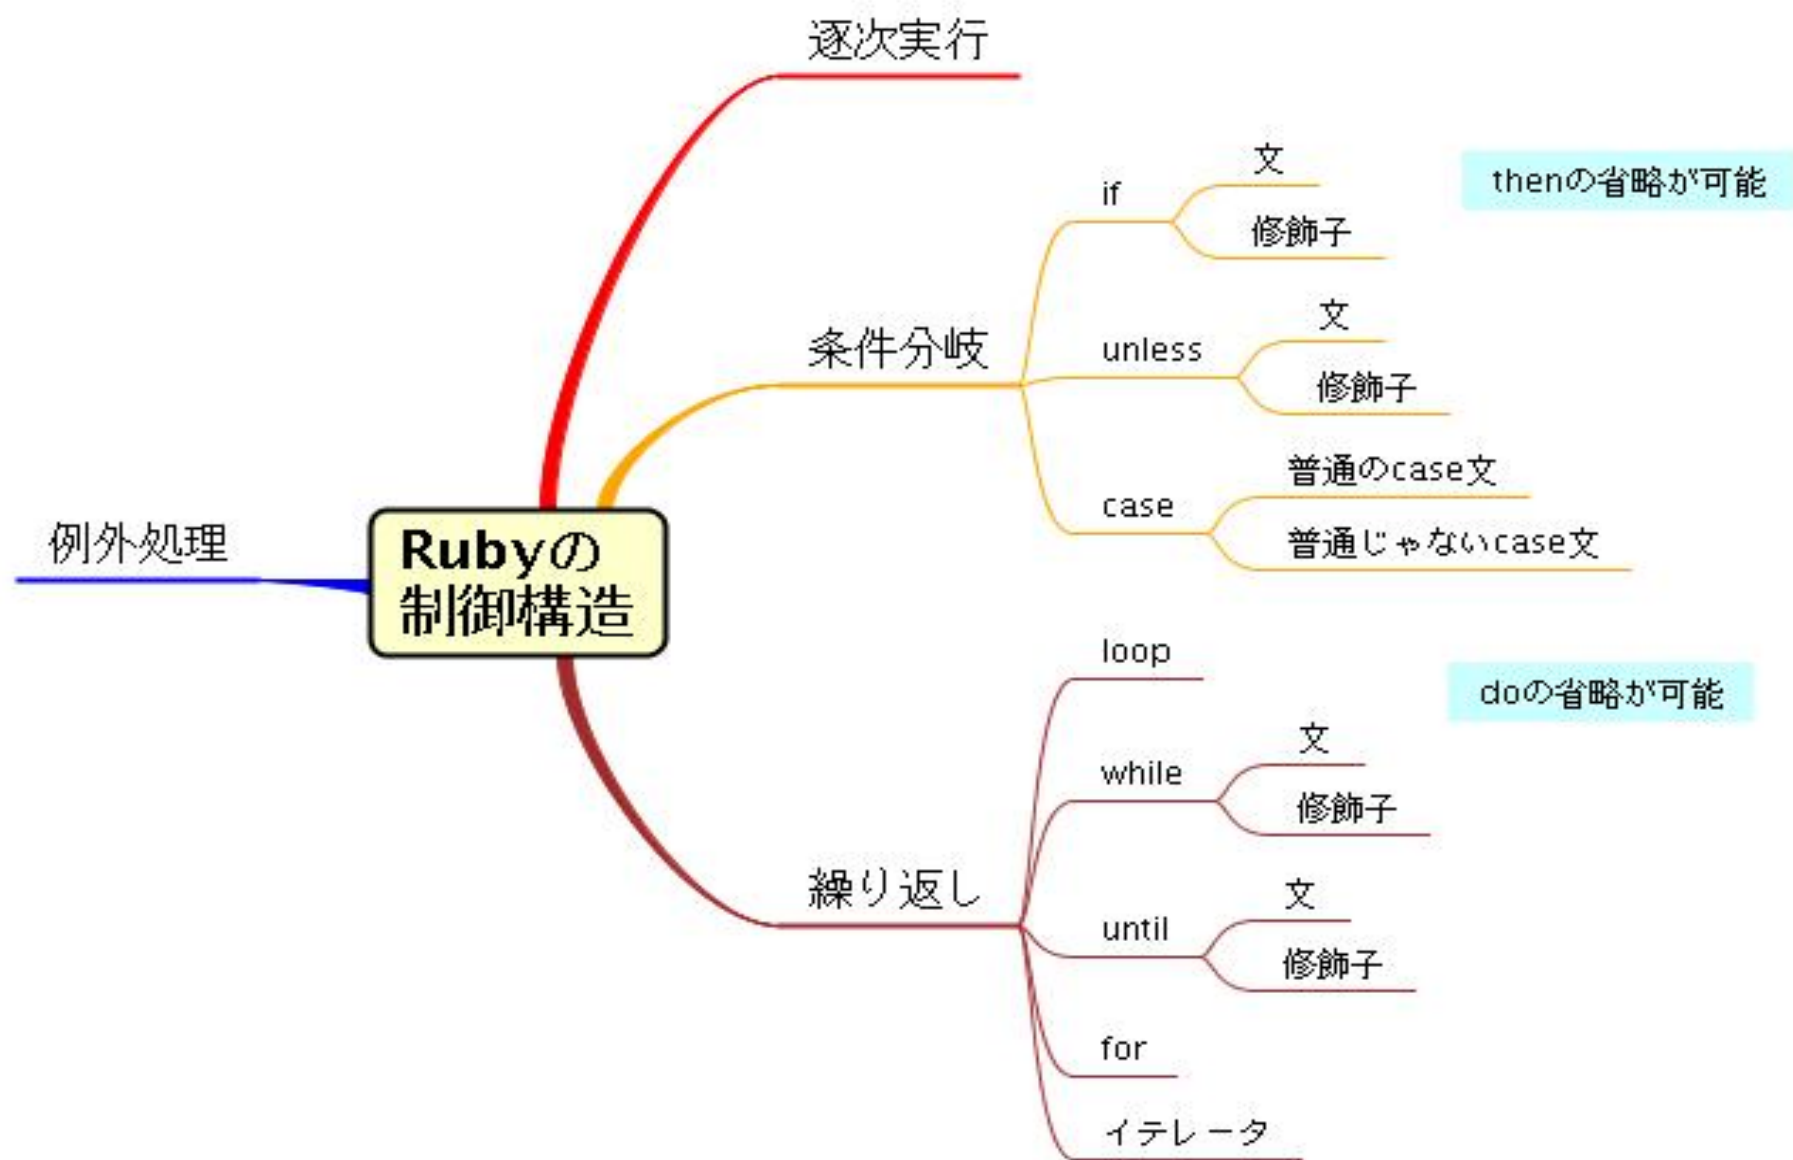 逐次実行
文
thenの省略が可能
if
修飾子
条件分岐
文
unless
修飾子
普通のcase文
case
普通じゃないcase文
例外処理
Rubyの
制御構造
loop
doの省略が可能
文
while
修飾子
繰り返し
文
until
修飾子
for
イテレータ